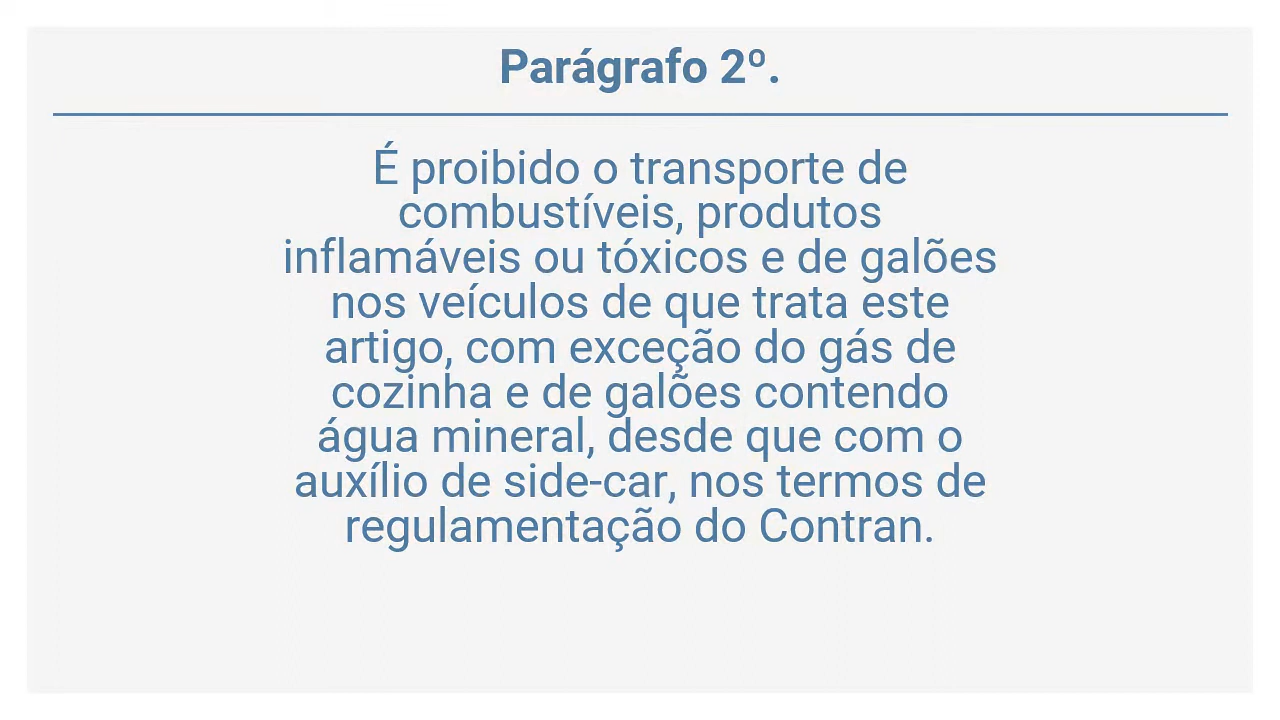 Parágrafo 2º.
É proibido o transporte de
combustíveis, produtos
inflamáveis ou tóxicos e de galões
nos veículos de que trata este
artigo, com exceção do gás de
cozinha e de galões contendo
água mineral, desde que com o
auxílio de side-car, nos termos de
regulamentação do Contran.